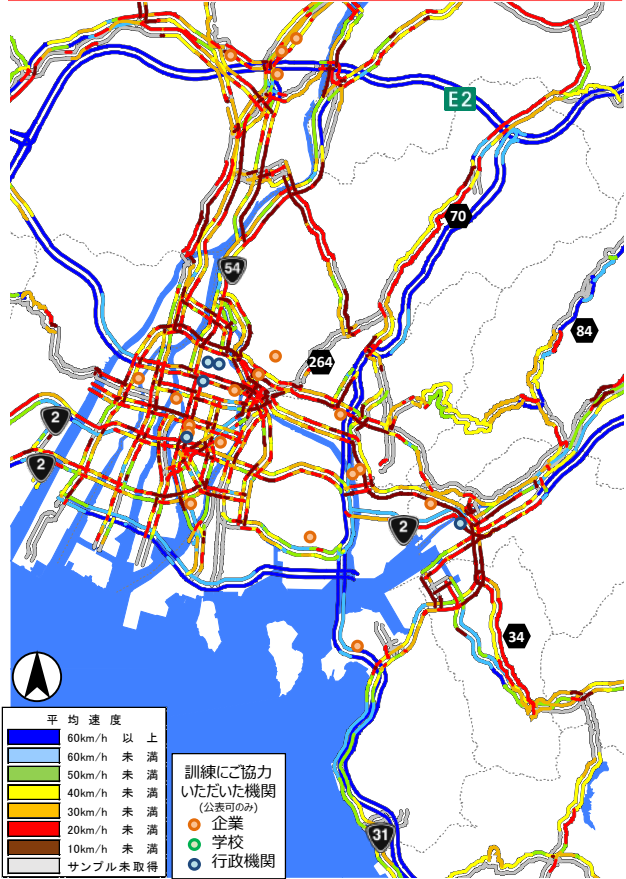 E2
70
54
84
264
2
2
2
34
31
平均速度
60km/h 以上
60km/h 未満
50km/h 未満
40km/h 未満
30km/h 未満
20km/h 未満
10km/h 未満
サンプル未取得
訓練にご協力
いただいた機関
(公表可のみ)
企業
学校
行政機関